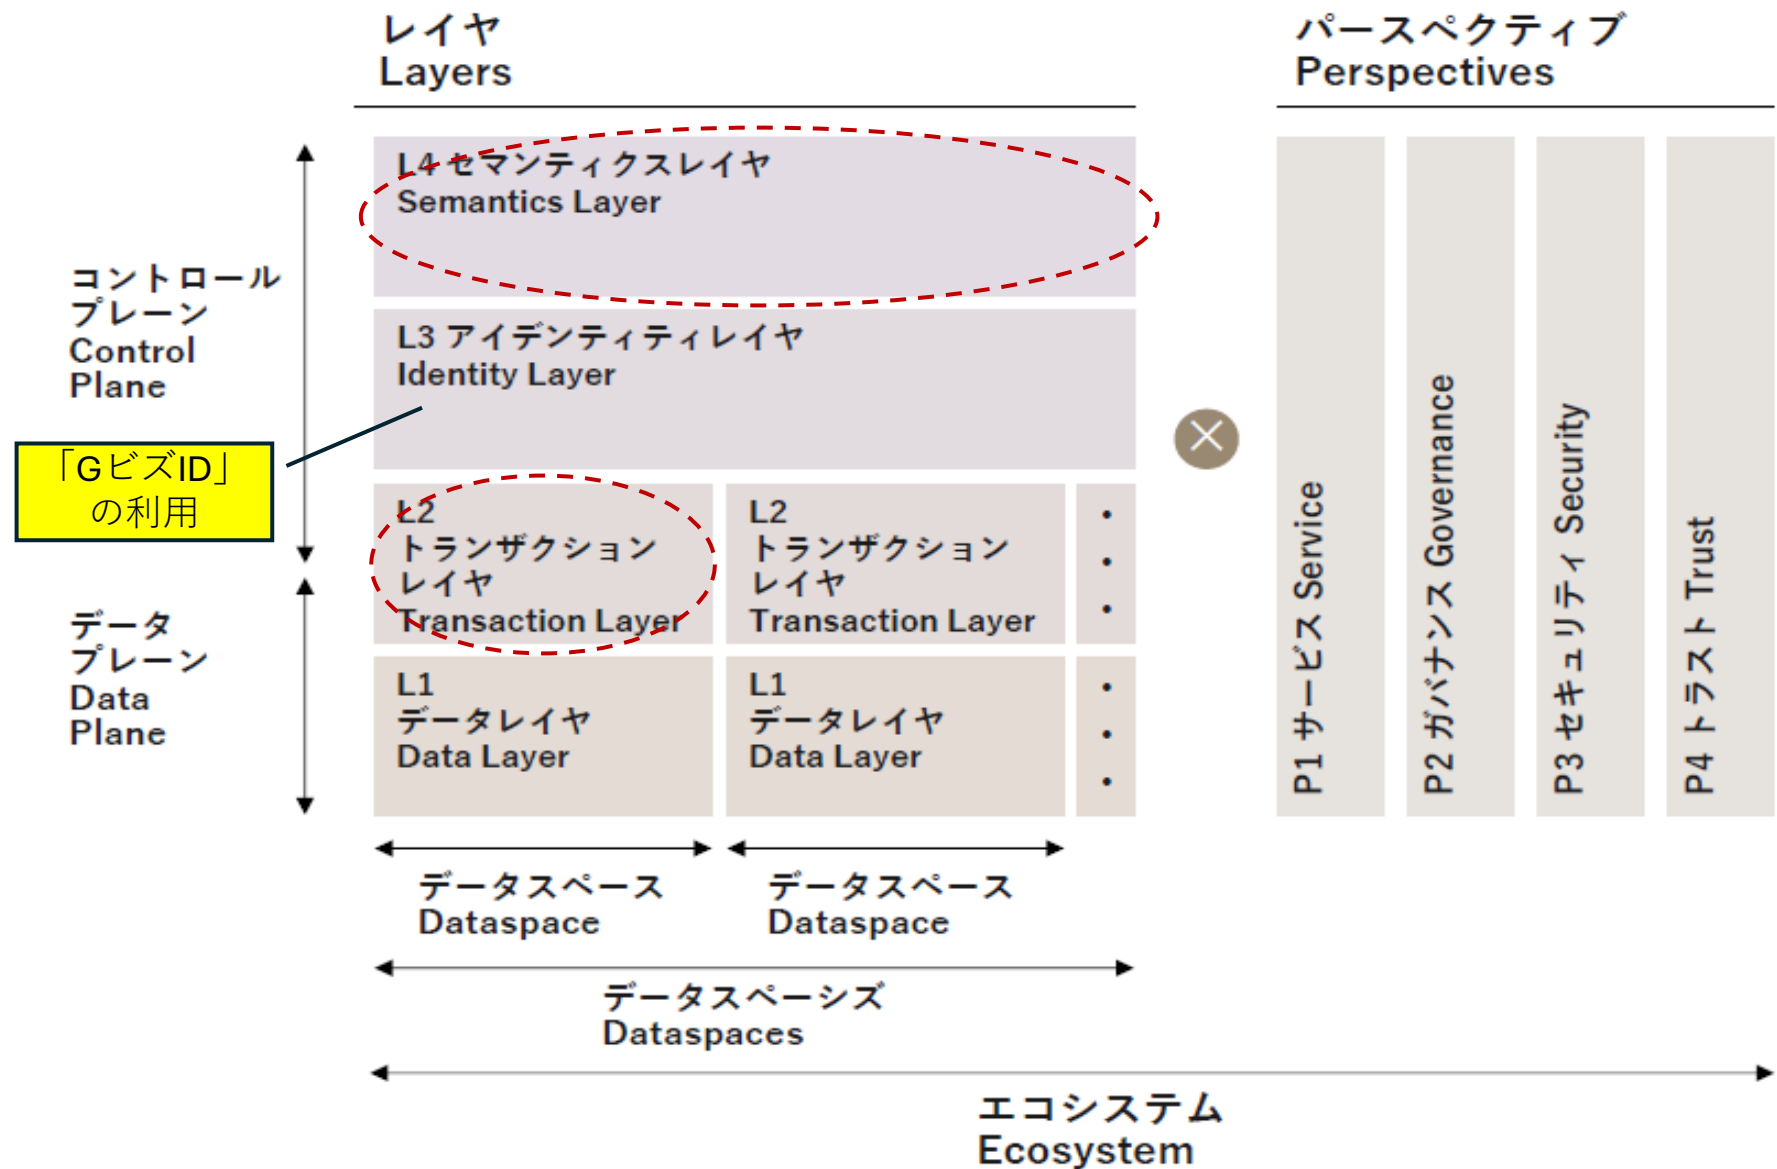 レイヤ
Layers
パースペクティブ
Perspectives
コントロール
プレーン
Control
Plane
「GビズID」
の利用
データ
プレーン
Data
Plane
L4 セマンティクスレイヤ
Semantics Layer
L3 アイデンティティレイヤ
Identity Layer
L2
トランザクション
レイヤ
Transaction Layer
L2
トランザクション
レイヤ
Transaction Layer
L1
データレイヤ
Data Layer
L1
データレイヤ
Data Layer
P1 サービス Service
P2 ガバナンス Governance
P3 セキュリティ Security
P4 トラスト Trust
データスペース
Dataspace
データスペース
Dataspace
データスペーシズ
Dataspaces
エコシステム
Ecosystem